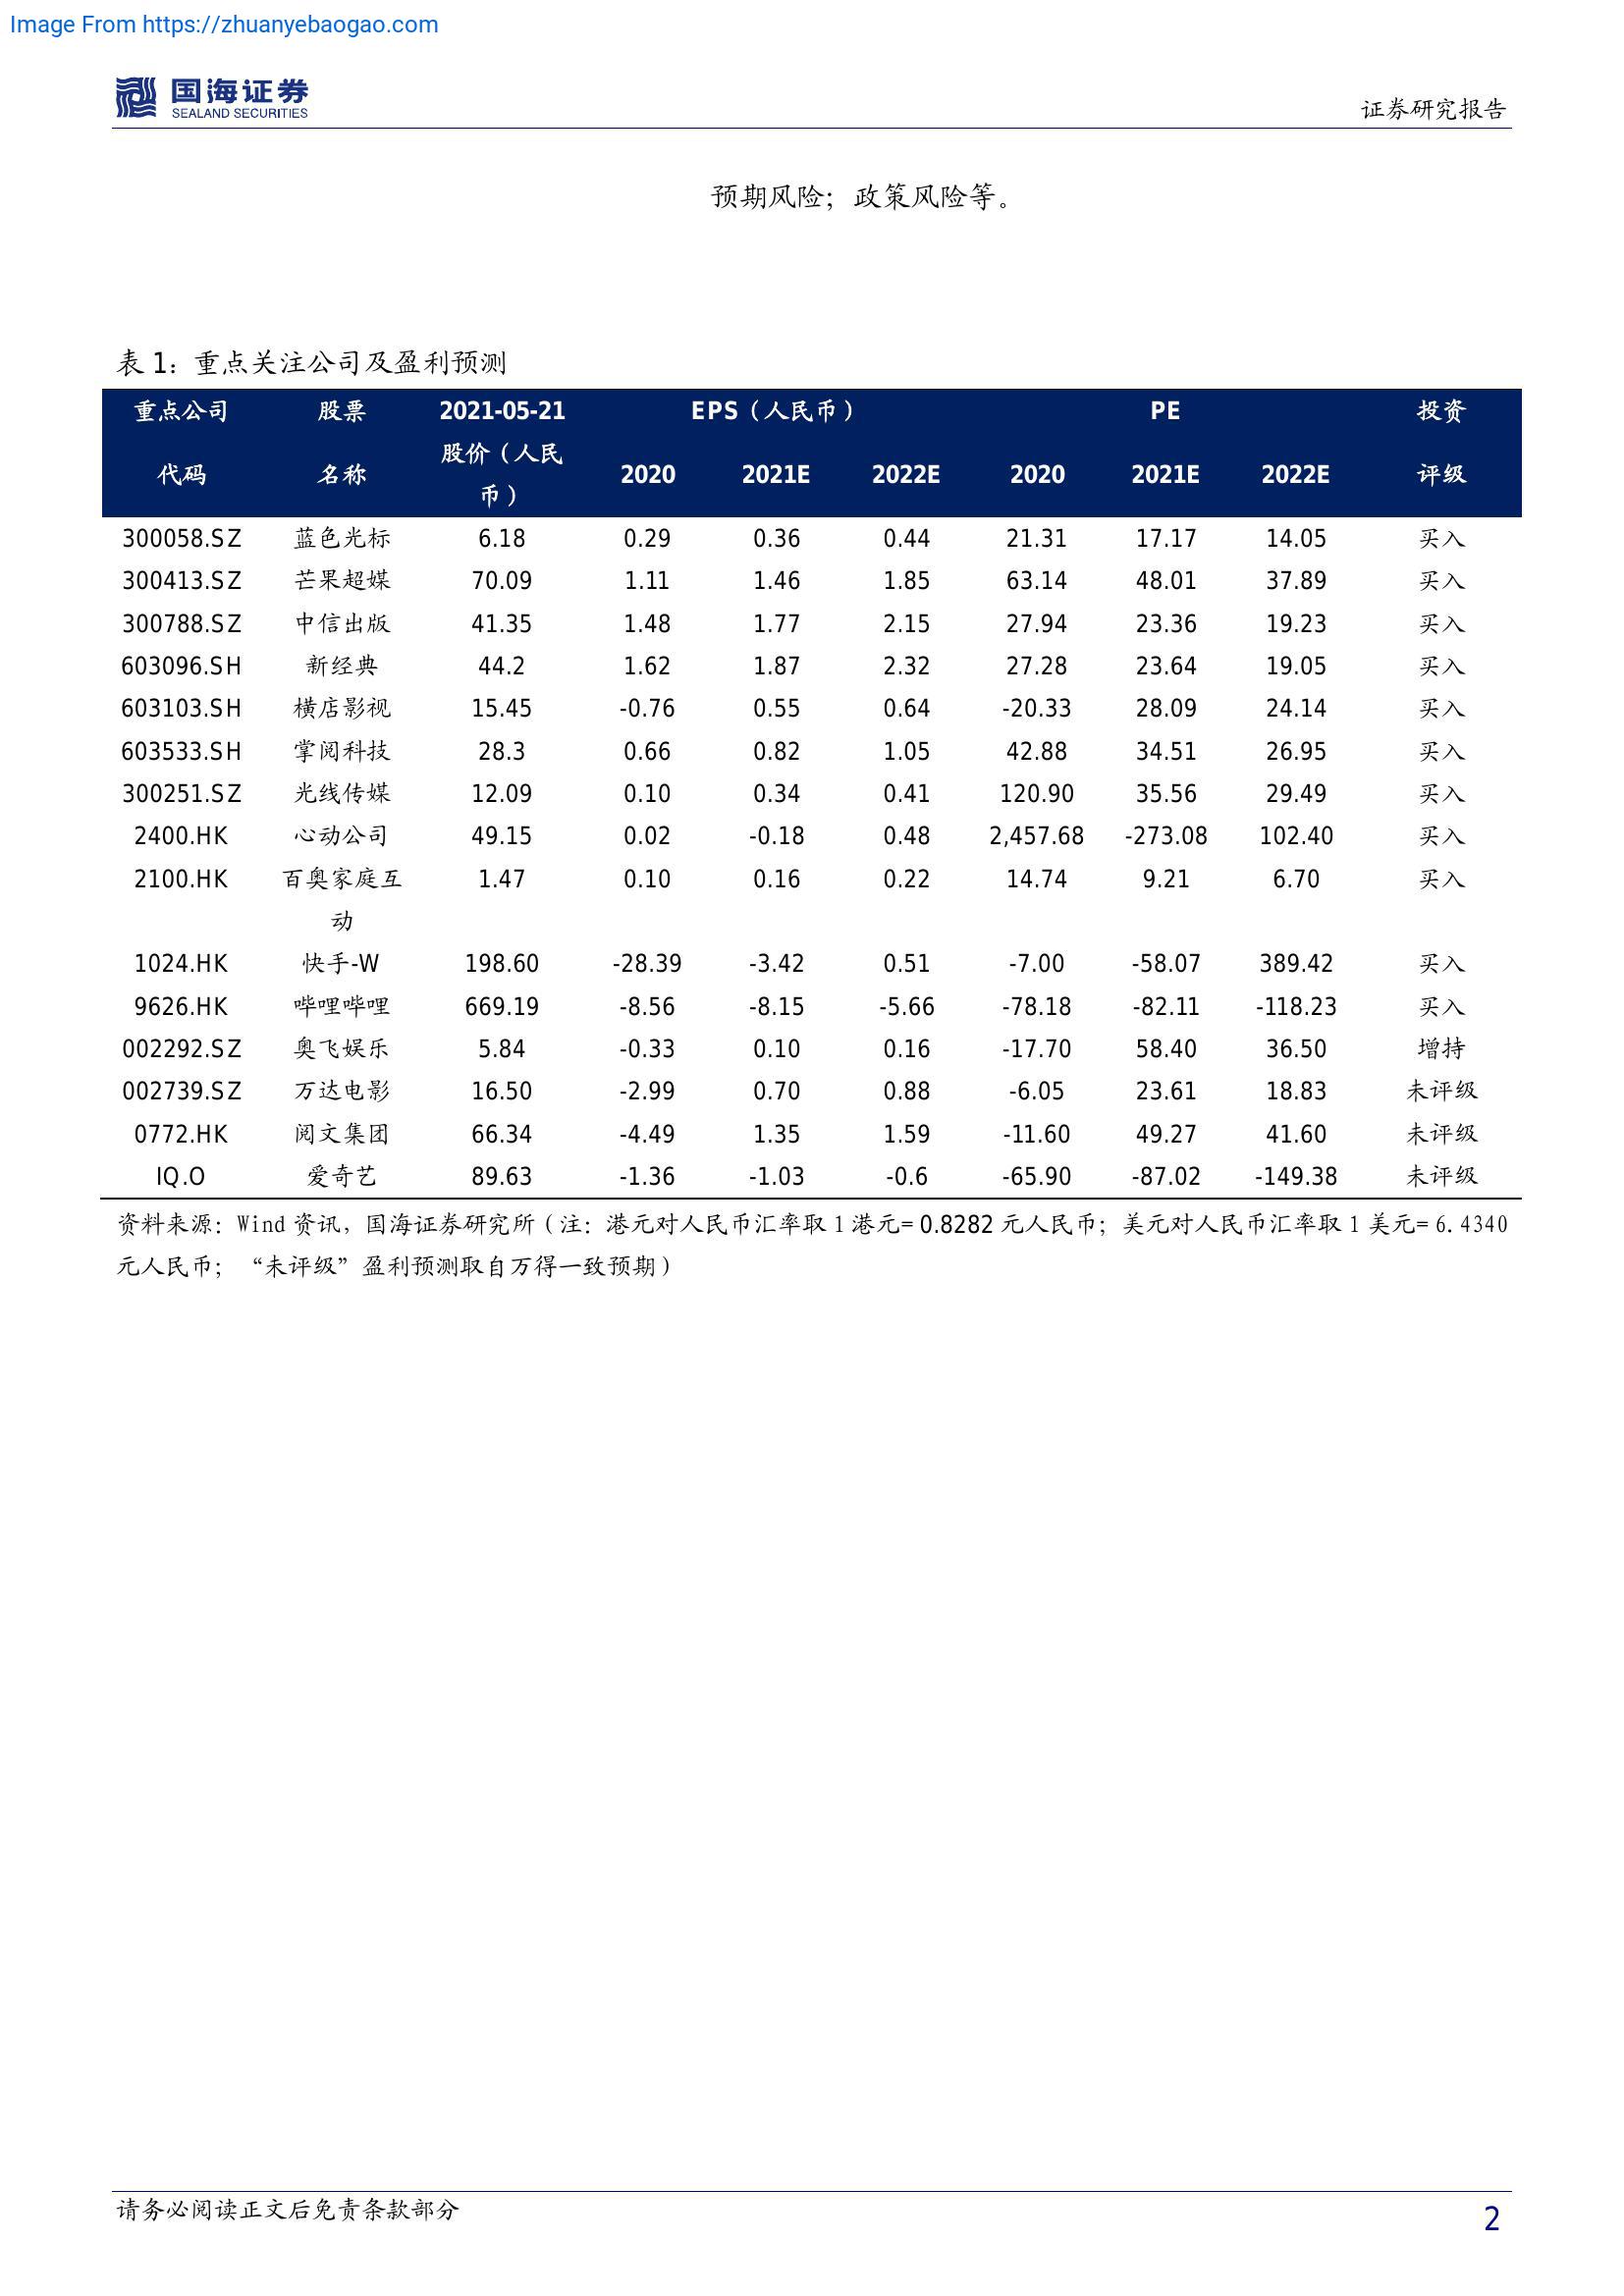 Image From https://zhuanyebaogao.com
国海证券
SEALAND SECURITIES
证券研究报告
预期风险；政策风险等。
表 1：重点关注公司及盈利预测
重点公司 股票 2021-05-21 EPS（人民币） PE 投资
代码 名称 股价（人民币） 2020 2021E 2022E 2020 2021E 2022E 评级
300058.SZ 蓝色光标 6.18 0.29 0.36 0.44 21.31 17.17 14.05 买入
300413.SZ 芒果超媒 70.09 1.11 1.46 1.85 63.14 48.01 37.89 买入
300788.SZ 中信出版 41.35 1.48 1.77 2.15 27.94 23.36 19.23 买入
603096.SH 新经典 44.2 1.62 1.87 2.32 27.28 23.64 19.05 买入
603103.SH 横店影视 15.45 -0.76 0.55 0.64 -20.33 28.09 24.14 买入
603533.SH 掌阅科技 28.3 0.66 0.82 1.05 42.88 34.51 26.95 买入
300251.SZ 光线传媒 12.09 0.10 0.34 0.41 120.90 35.56 29.49 买入
2400.HK 心动公司 49.15 0.02 -0.18 0.48 2,457.68 -273.08 102.40 买入
2100.HK 百奥家庭互动 1.47 0.10 0.16 0.22 14.74 9.21 6.70 买入
1024.HK 快手-W 198.60 -28.39 -3.42 0.51 -7.00 -58.07 389.42 买入
9626.HK 哔哩哔哩 669.19 -8.56 -8.15 -5.66 -78.18 -82.11 -118.23 买入
002292.SZ 奥飞娱乐 5.84 -0.33 0.10 0.16 -17.70 58.40 36.50 增持
002739.SZ 万达电影 16.50 -2.99 0.70 0.88 -6.05 23.61 18.83 未评级
0772.HK 阅文集团 66.34 -4.49 1.35 1.59 -11.60 49.27 41.60 未评级
IQ.O 爱奇艺 89.63 -1.36 -1.03 -0.6 -65.90 -87.02 -149.38 未评级
资料来源：Wind 资讯，国海证券研究所（注：港元对人民币汇率取 1 港元= 0.8282 元人民币；美元对人民币汇率取 1 美元= 6.4340
元人民币；“未评级”盈利预测取自万得一致预期）
请务必阅读正文后免责条款部分
2